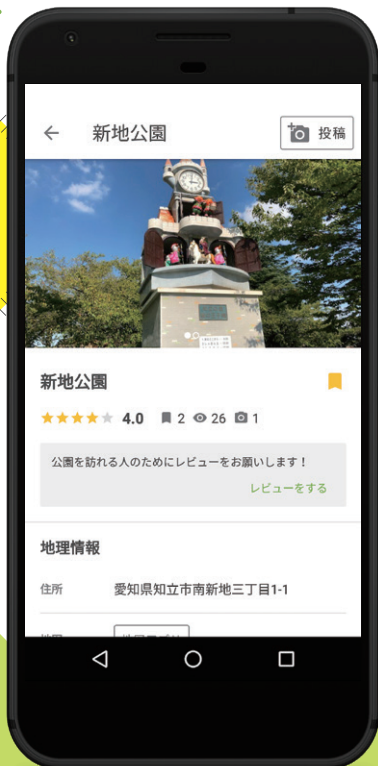 新地公園
投稿
新地公園
4.0 2 26 1
公園を訪れる人のためにレビューをお願いします！
レビューをする
地理情報
住所 愛知県知立市南新地三丁目1-1